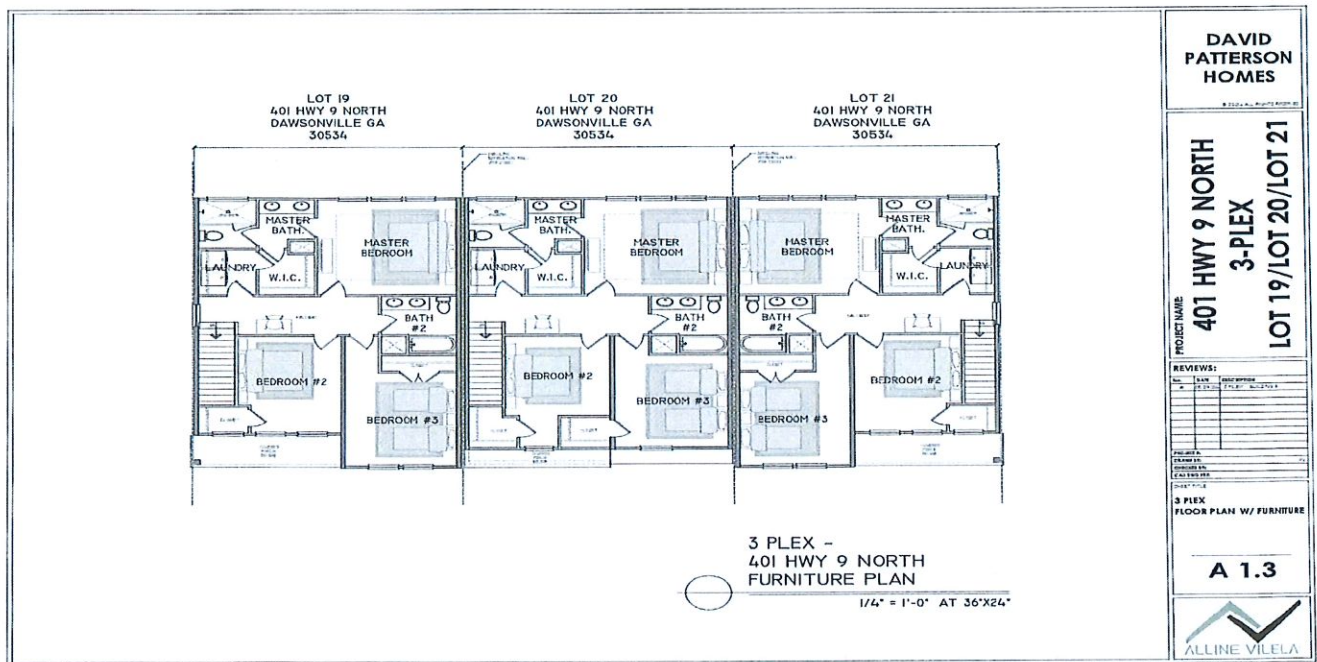 LOT 19
401 HWY 9 NORTH
DAWSONVILLE GA
30534
LOT 20
401 HWY 9 NORTH
DAWSONVILLE GA
30534
LOT 21
401 HWY 9 NORTH
DAWSONVILLE GA
30534
MASTER
BATH.
MASTER
BEDROOM
LAUNDRY
W.I.C.
BATH
#2
BEDROOM #2
BEDROOM #3
MASTER
BATH.
MASTER
BEDROOM
LAUNDRY
W.I.C.
BATH
#2
BEDROOM #2
BEDROOM #3
MASTER
BEDROOM
MASTER
BATH.
W.I.C.
LAUNDRY
BATH
#2
BEDROOM #2
BEDROOM #3
3 PLEX -
401 HWY 9 NORTH
FURNITURE PLAN
1/4" = 1'-0" AT 36"X24"
DAVID
PATTERSON
HOMES
PROJECT NAME:
401 HWY 9 NORTH
3-PLEX
LOT 19/LOT 20/LOT 21
REVIEWS:
3 PLEX
FLOOR PLAN W/ FURNITURE
A 1.3
ALLINE VILELA